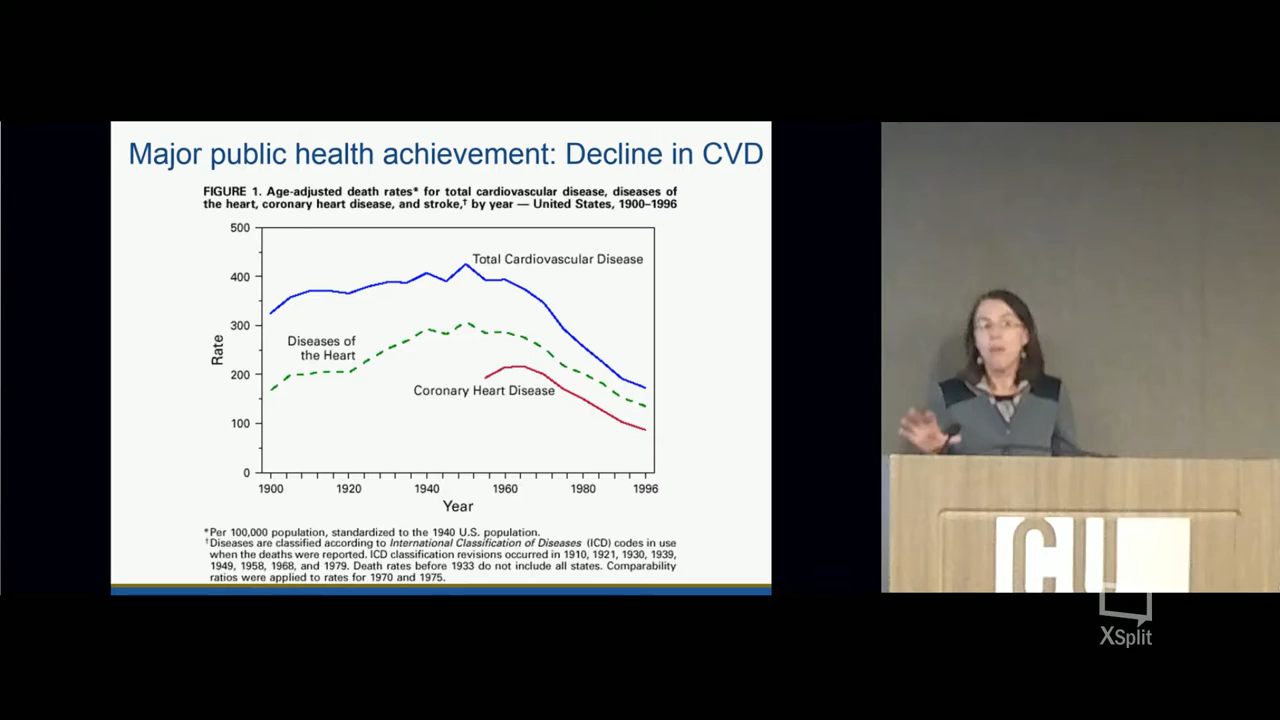 Major public health achievement: Decline in CVD
FIGURE 1. Age-adjusted death rates* for total cardiovascular disease, diseases of
the heart, coronary heart disease, and stroke,† by year — United States, 1900–1996
500
400
300
200
100
0
Rate
Total Cardiovascular Disease
Diseases of
the Heart
Coronary Heart Disease
1900 1920 1940 1960 1980 1996
Year
*Per 100,000 population, standardized to the 1940 U.S. population.
†Diseases are classified according to International Classification of Diseases (ICD) codes in use
when the deaths were reported. ICD classification revisions occurred in 1910, 1921, 1930, 1939,
1949, 1958, 1968, and 1979. Death rates before 1933 do not include all states. Comparability
ratios were applied to rates for 1970 and 1975.
XSplit